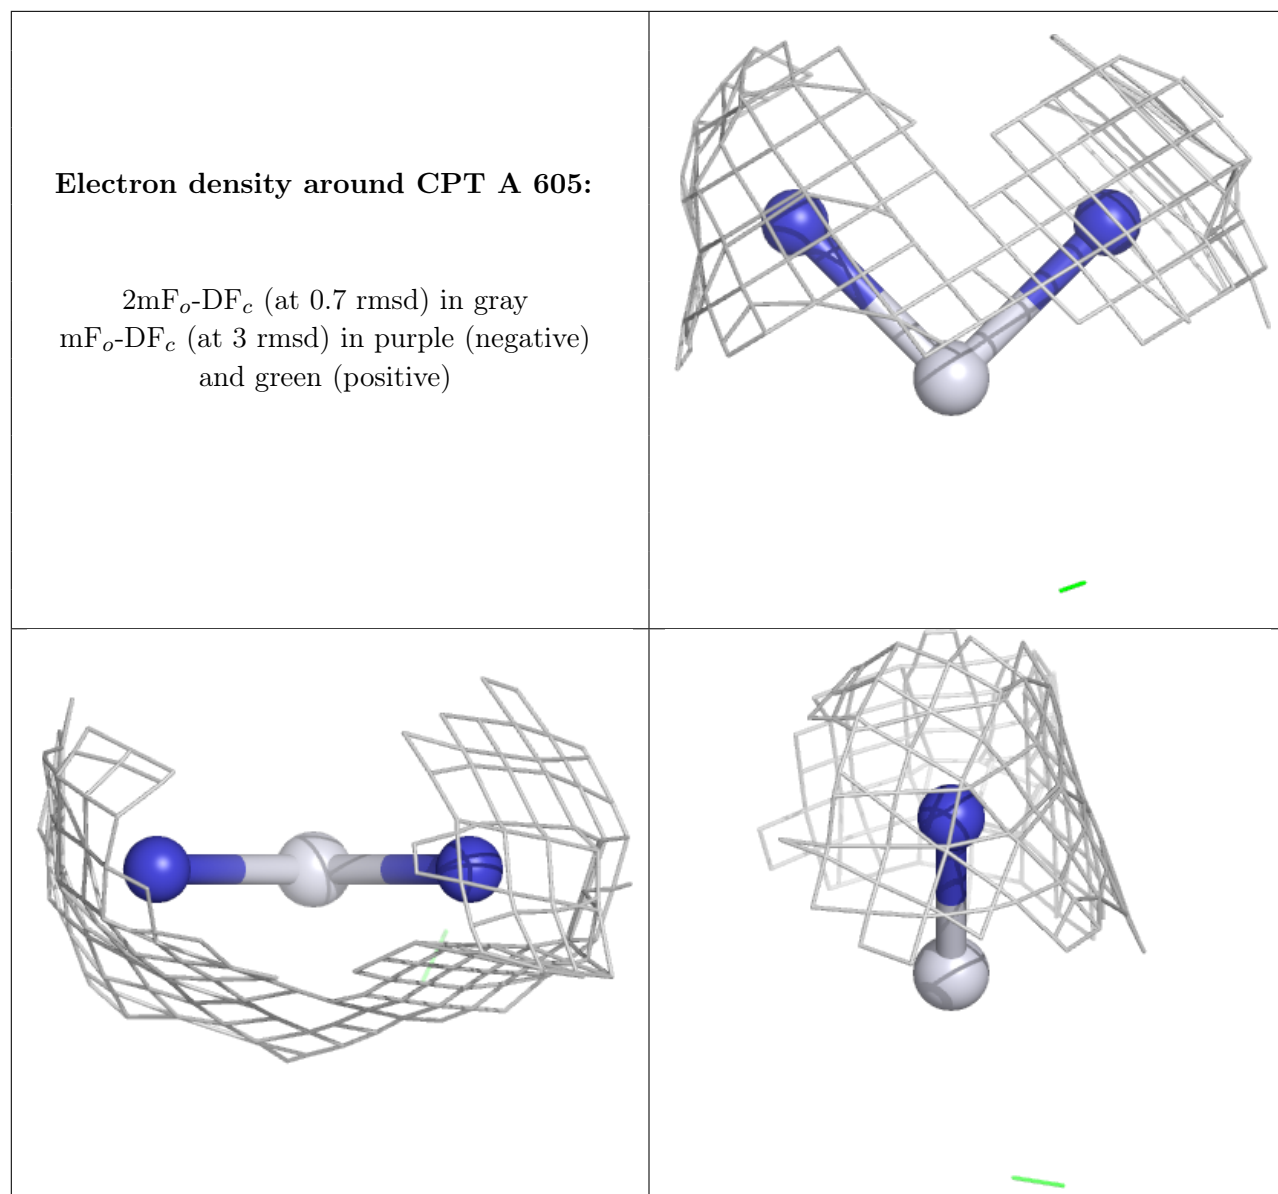 Electron density around CPT A 605:
2mFo-DFc (at 0.7 rmsd) in gray
mFo-DFc (at 3 rmsd) in purple (negative)
and green (positive)